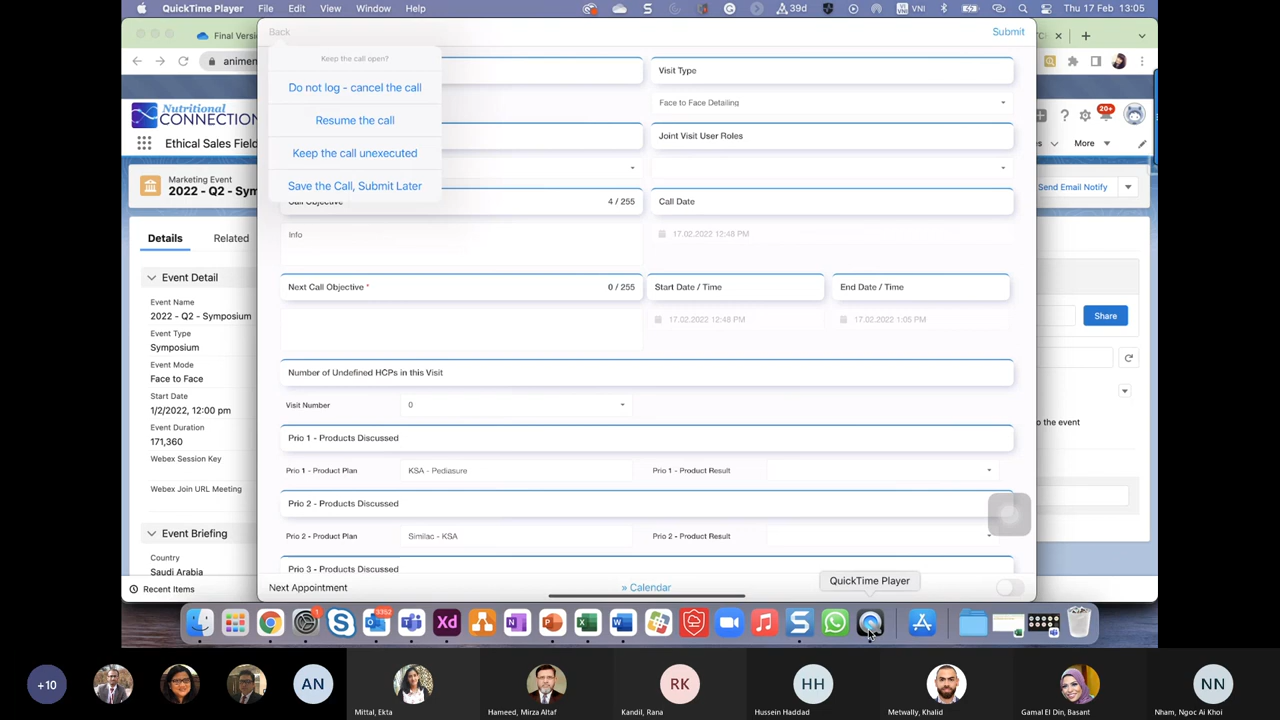 QuickTime Player File Edit View Window Help 39d VNI Thu 17 Feb 13:05
Final Versi
animen
Back Submit
Keep the call open?
Do not log - cancel the call
Resume the call
Keep the call unexecuted
Save the Call, Submit Later
Visit Type
Face to Face Detailing
Joint Visit User Roles
Call Objective 4 / 255
Info
Call Date
17.02.2022 12:48 PM
Next Call Objective * 0 / 255
Start Date / Time
17.02.2022 12:48 PM
End Date / Time
17.02.2022 1:05 PM
Number of Undefined HCPs in this Visit
Visit Number 0
Prio 1 - Products Discussed
Prio 1 - Product Plan KSA - Pediasure Prio 1 - Product Result
Prio 2 - Products Discussed
Prio 2 - Product Plan Similac - KSA Prio 2 - Product Result
Prio 3 - Products Discussed
Next Appointment » Calendar
QuickTime Player
Nutritional
CONNECTION
Ethical Sales Field
20+
More
Marketing Event
2022 - Q2 - Sym
Send Email Notify
Details Related
Event Detail
Event Name
2022 - Q2 - Symposium
Event Type
Symposium
Event Mode
Face to Face
Start Date
1/2/2022, 12:00 pm
Event Duration
171,360
Webex Session Key
Webex Join URL Meeting
Event Briefing
Country
Saudi Arabia
Recent Items
Share
o the event
1
3352
Xd
+10
AN
RK
HH
NN
Mittal, Ekta
Hameed, Mirza Altaf
Kandil, Rana
Hussein Haddad
Metwally, Khalid
Gamal El Din, Basant
Nham, Ngoc Ai Khoi